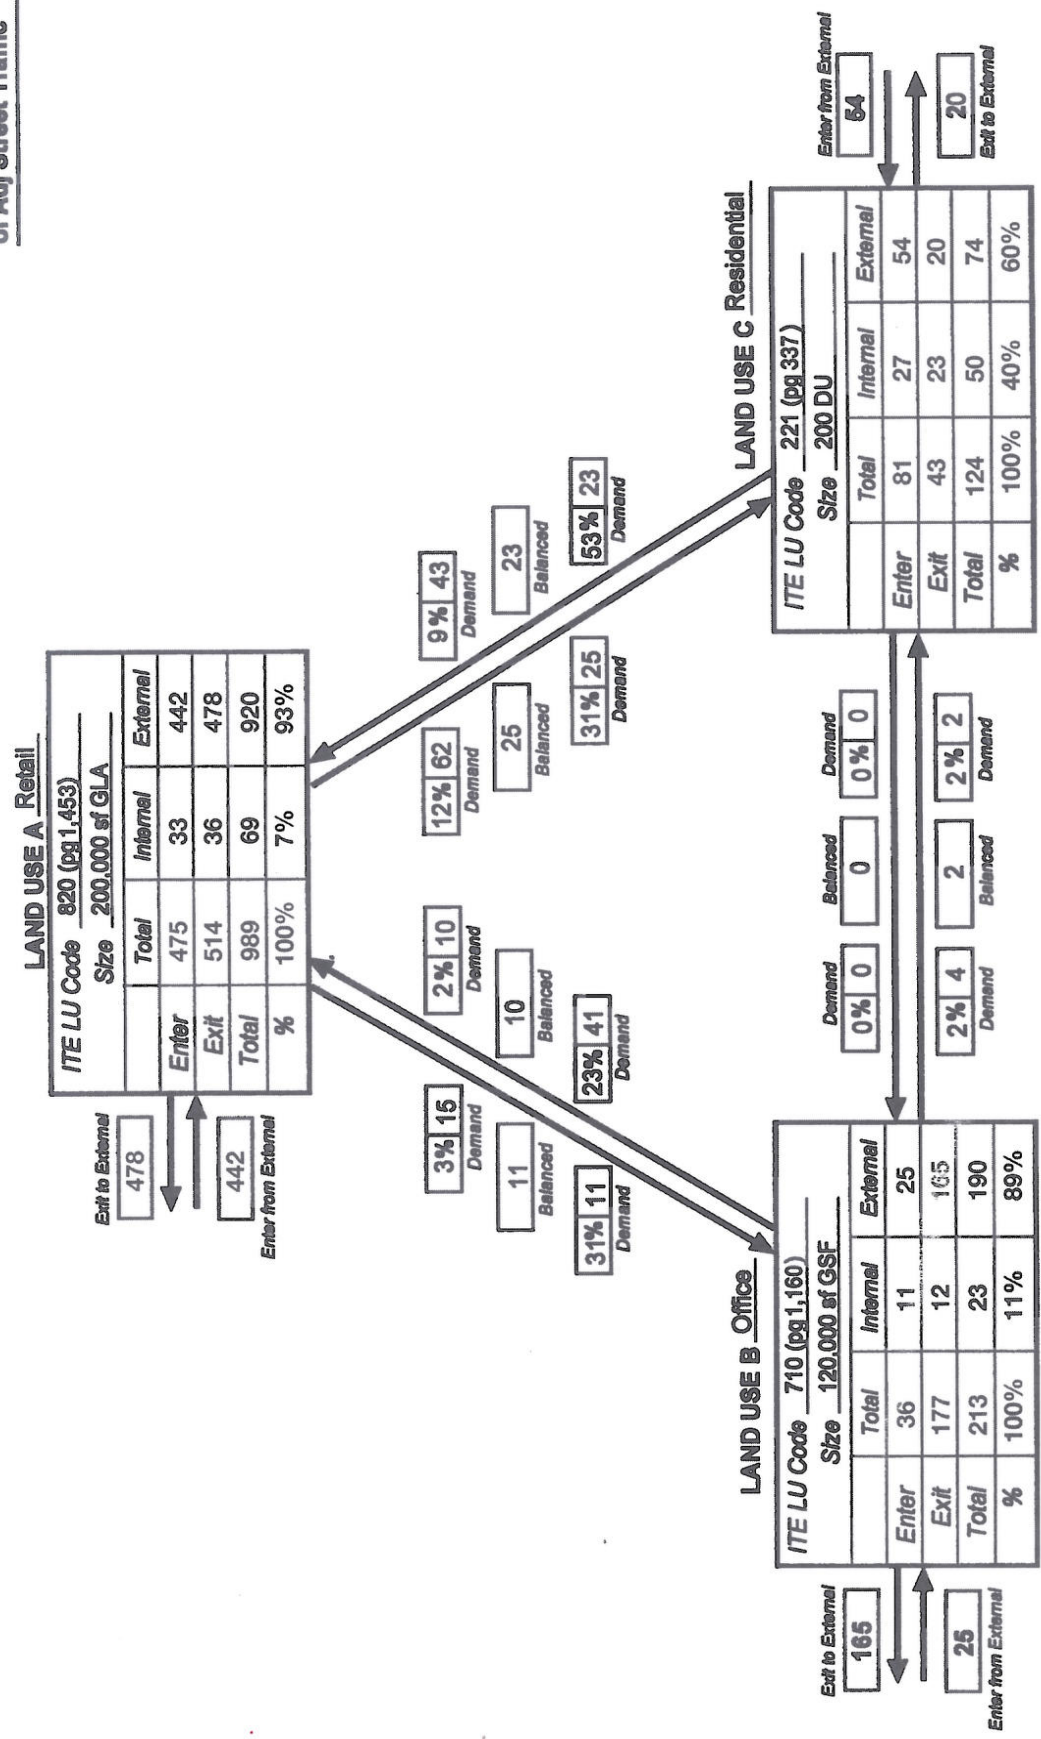 of Adj Street Traffic
LAND USE A Retail
ITE LU Code 820 (pg 1,453)
Size 200,000 sf GLA
Total Internal External
Enter 475 33 442
Exit 514 36 478
Total 989 69 920
% 100% 7% 93%
Exit to External
478
442
Enter from External
3% 15
Demand
2% 10
Demand
12% 62
Demand
9% 43
Demand
11
Balanced
10
Balanced
25
Balanced
23
Balanced
31% 11
Demand
23% 41
Demand
31% 25
Demand
53% 23
Demand
LAND USE B Office
ITE LU Code 710 (pg 1,160)
Size 120,000 sf GSF
Total Internal External
Enter 36 11 25
Exit 177 12 165
Total 213 23 190
% 100% 11% 89%
Exit to External
165
25
Enter from External
Demand Balanced Demand
0% 0 0 0% 0
2% 4 2 2% 2
Demand Balanced Demand
LAND USE C Residential
ITE LU Code 221 (pg 337)
Size 200 DU
Total Internal External
Enter 81 27 54
Exit 43 23 20
Total 124 50 74
% 100% 40% 60%
Enter from External
54
20
Exit to External